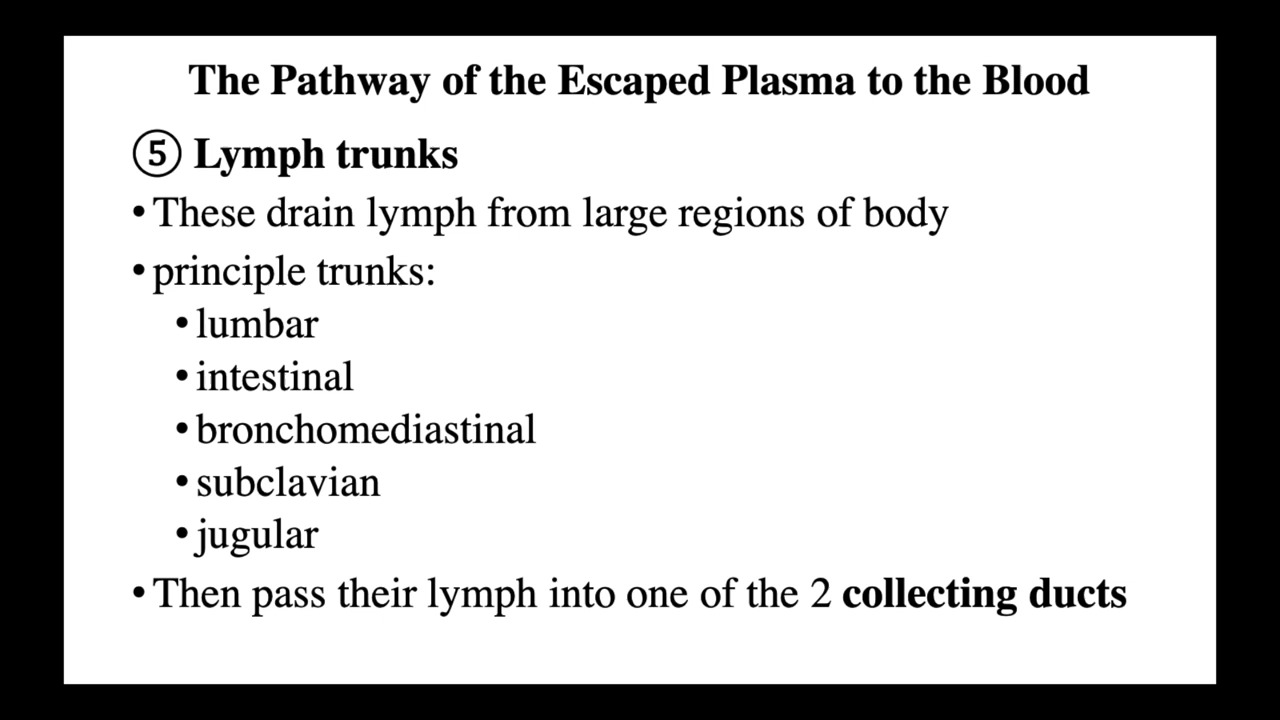 The Pathway of the Escaped Plasma to the Blood
⑤ Lymph trunks
•These drain lymph from large regions of body
•principle trunks:
•lumbar
•intestinal
•bronchomediastinal
•subclavian
•jugular
•Then pass their lymph into one of the 2 collecting ducts